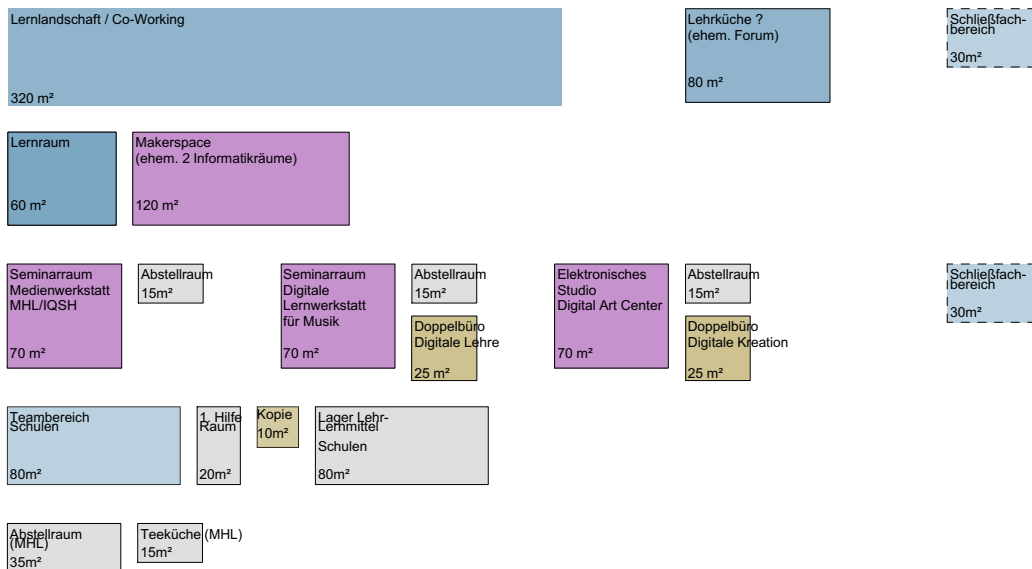 Lernlandschaft / Co-Working
320 m²
Lehrküche ?
(ehem. Forum)
80 m²
Schließfach-
bereich
30m²
Lernraum
60 m²
Makerspace
(ehem. 2 Informatikräume)
120 m²
Seminarraum
Medienwerkstatt
MHL/IQSH
70 m²
Abstellraum
15m²
Seminarraum
Digitale
Lernwerkstatt
für Musik
70 m²
Abstellraum
15m²
Doppelbüro
Digitale Lehre
25 m²
Elektronisches
Studio
Digital Art Center
70 m²
Abstellraum
15m²
Doppelbüro
Digitale Kreation
25 m²
Schließfach-
bereich
30m²
Teambereich
Schulen
80m²
1. Hilfe
Raum
20m²
Kopie
10m²
Lager Lehr-
Lernmittel
Schulen
80m²
Abstellraum
(MHL)
35m²
Teeküche (MHL)
15m²